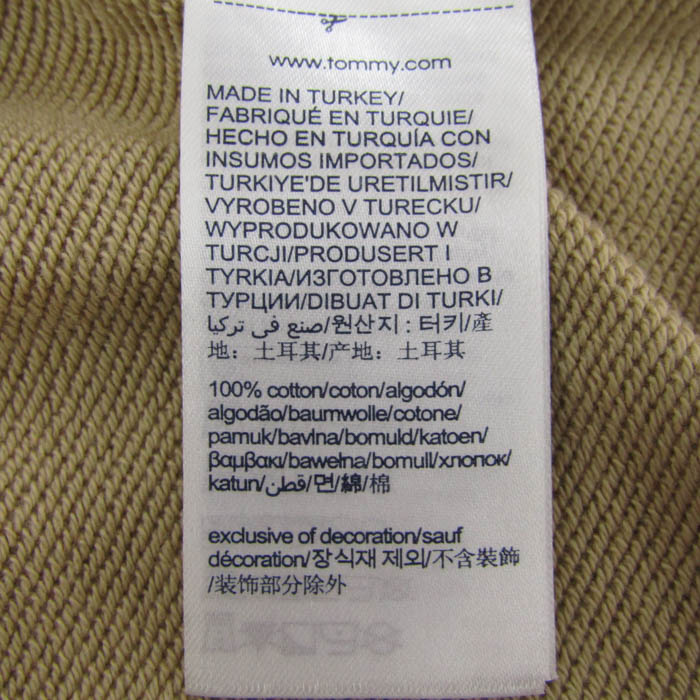 www.tommy.com
MADE IN TURKEY/
FABRIQUÉ EN TURQUIE/
HECHO EN TURQUÍA CON
INSUMOS IMPORTADOS/
TURKIYE'DE URETILMISTIR/
VYROBENO V TURECKU/
WYPRODUKOWANO W
TURCJI/PRODUSERT I
TYRKIA/ИЗГОТОВЛЕНО В
ТУРЦИИ/DIBUAT DI TURKI/
صنع فى تركيا/원산지 : 터키/產
地：土耳其/产地：土耳其
100% cotton/coton/algodón/
algodão/baumwolle/cotone/
pamuk/bavlna/bomuld/katoen/
βαμβακι/bawełna/bomull/хлопок/
katun/قطن/면/綿/棉
exclusive of decoration/sauf
décoration/장식재 제외/不含裝飾
/装饰部分除外